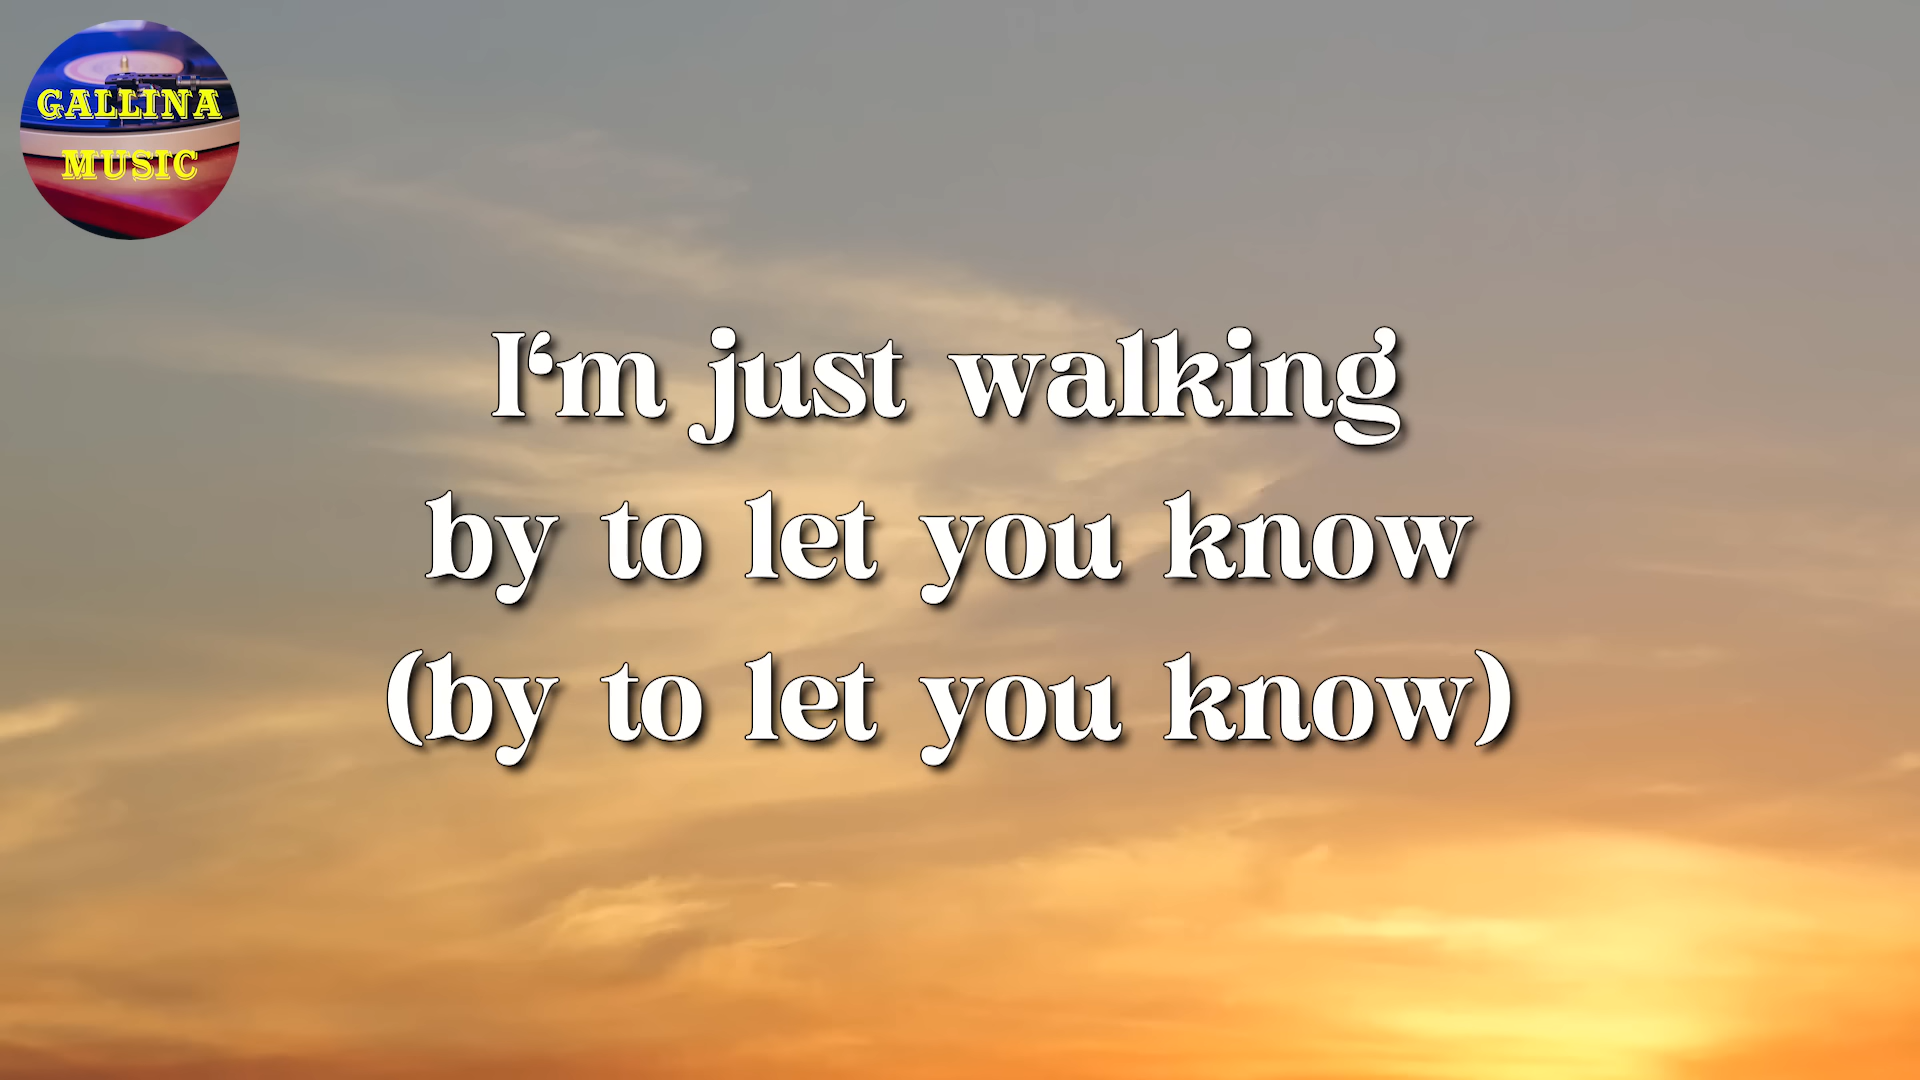 GALLINA
MUSIC
I‘m just walking
by to let you know
(by to let you know)